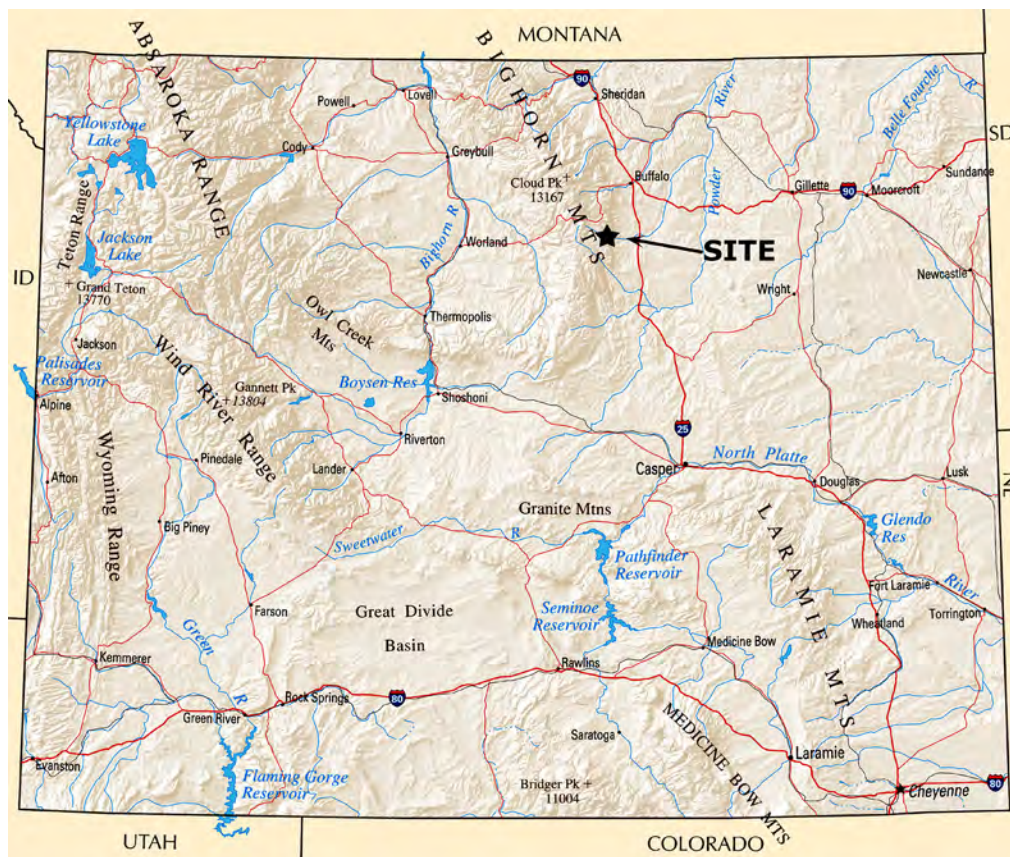 MONTANA
ABSAROKA RANGE
BIGHORN MTS
90
Sheridan
River
Belle Fourche
R
Powell
Lovell
Yellowstone
Lake
Cody
Greybull
SD
Sundance
Cloud Pk+
13167
Buffalo
Powder
Gillette
90
Moorcroft
Teton Range
Jackson
Lake
Bighorn R
Worland
SITE
ID
+ Grand Teton
13770
Newcastle
Wright
Owl Creek
Mts
Thermopolis
Jackson
Wind River Range
Palisades
Reservoir
Gannett Pk
+13804
Boysen Res
Shoshoni
Alpine
Riverton
25
Wyoming Range
Pinedale
Lander
Casper
North Platte
Afton
Douglas
Lusk
NE
Big Piney
Granite Mtns
LARAMIE MTS
Glendo
Res
Sweetwater R
Pathfinder
Reservoir
Fort Laramie
River
Farson
Great Divide
Basin
Seminoe
Reservoir
Torrington
Wheatland
Green R
Medicine Bow
Kemmerer
Rawlins
Rock Springs
80
Green River
MEDICINE BOW MTS
Saratoga
Laramie
Evanston
Flaming Gorge
Reservoir
Bridger Pk +
11004
Cheyenne
80
UTAH
COLORADO